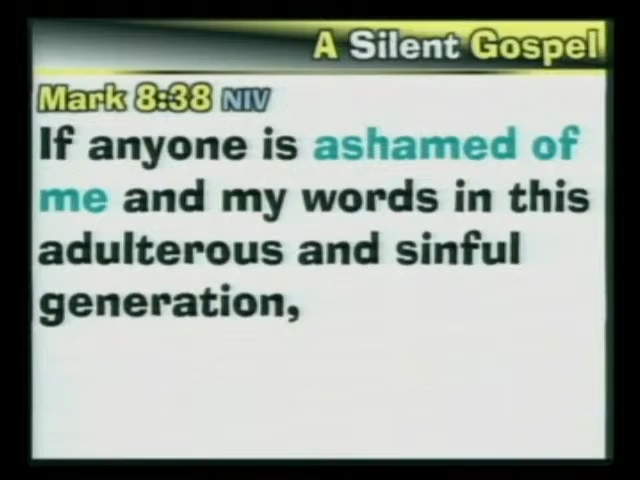 A Silent Gospel
Mark 8:38 NIV
If anyone is ashamed of
me and my words in this
adulterous and sinful
generation,